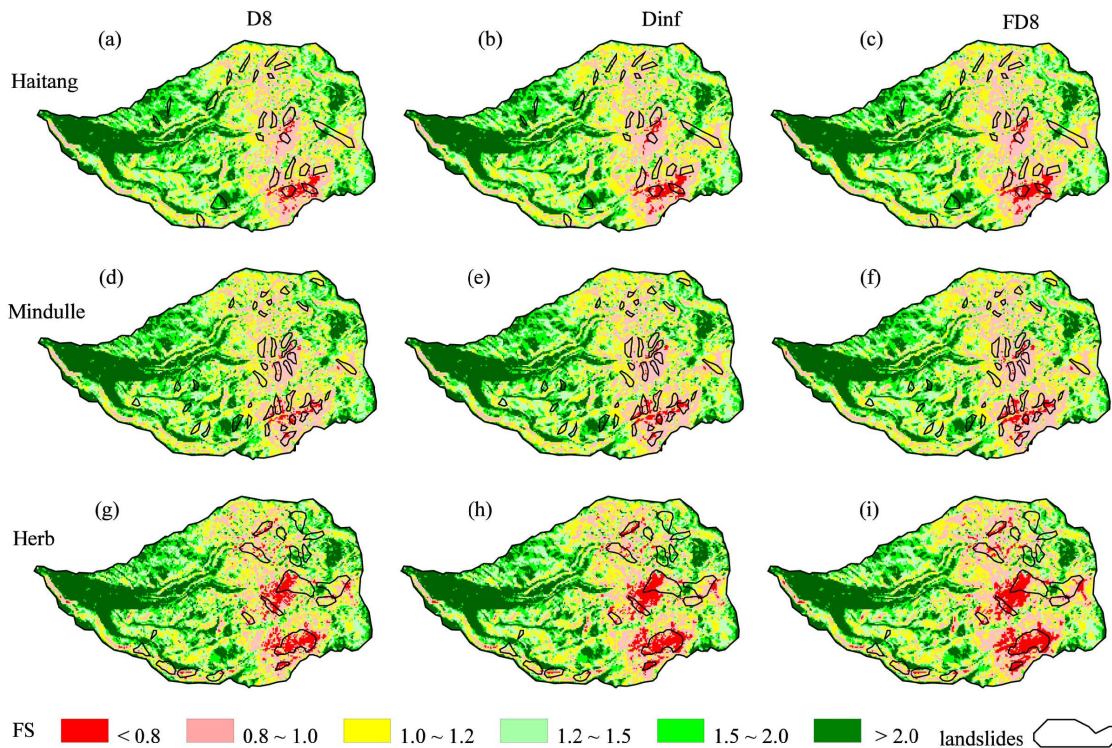 D8 Dinf FD8
(a) (b) (c)
Haitang
(d) (e) (f)
Mindulle
(g) (h) (i)
Herb
FS < 0.8 0.8 ~ 1.0 1.0 ~ 1.2 1.2 ~ 1.5 1.5 ~ 2.0 > 2.0 landslides